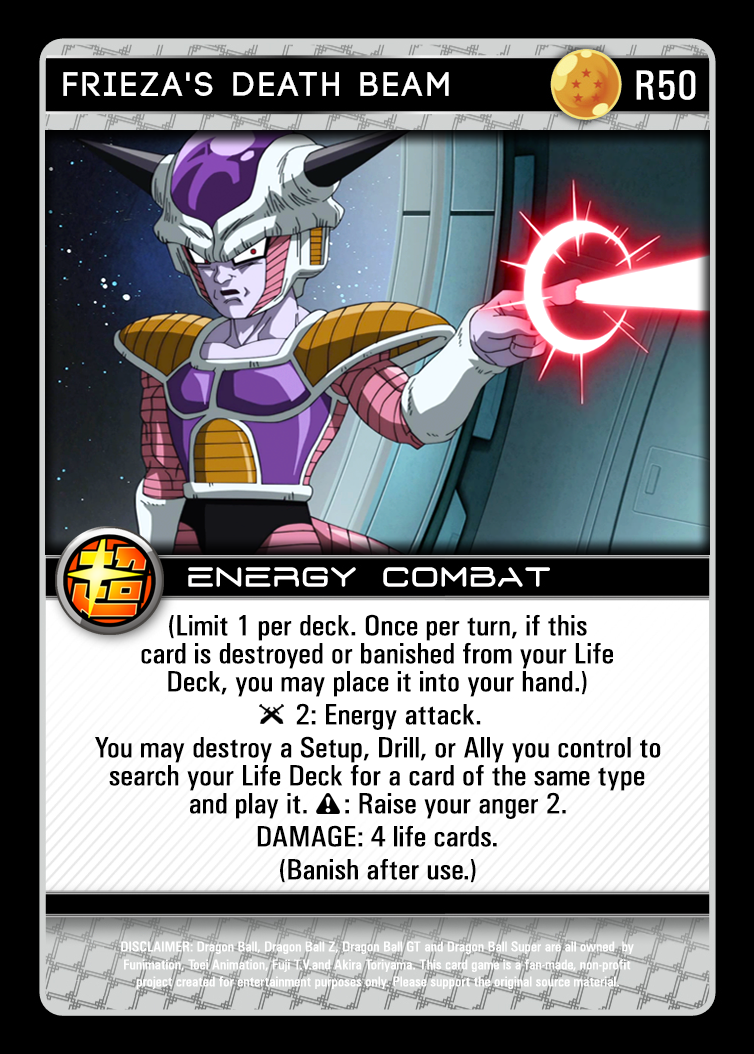 FRIEZA'S DEATH BEAM
R50
ENERGY COMBAT
(Limit 1 per deck. Once per turn, if this
card is destroyed or banished from your Life
Deck, you may place it into your hand.)
2: Energy attack.
You may destroy a Setup, Drill, or Ally you control to
search your Life Deck for a card of the same type
and play it. ⚠: Raise your anger 2.
DAMAGE: 4 life cards.
(Banish after use.)
DISCLAIMER: Dragon Ball, Dragon Ball Z, Dragon Ball GT and Dragon Ball Super are all owned by
Funimation, Toei Animation, Fuji T.V.and Akira Toriyama. This card game is a fan-made, non-profit
project created for entertainment purposes only. Please support the original source material.